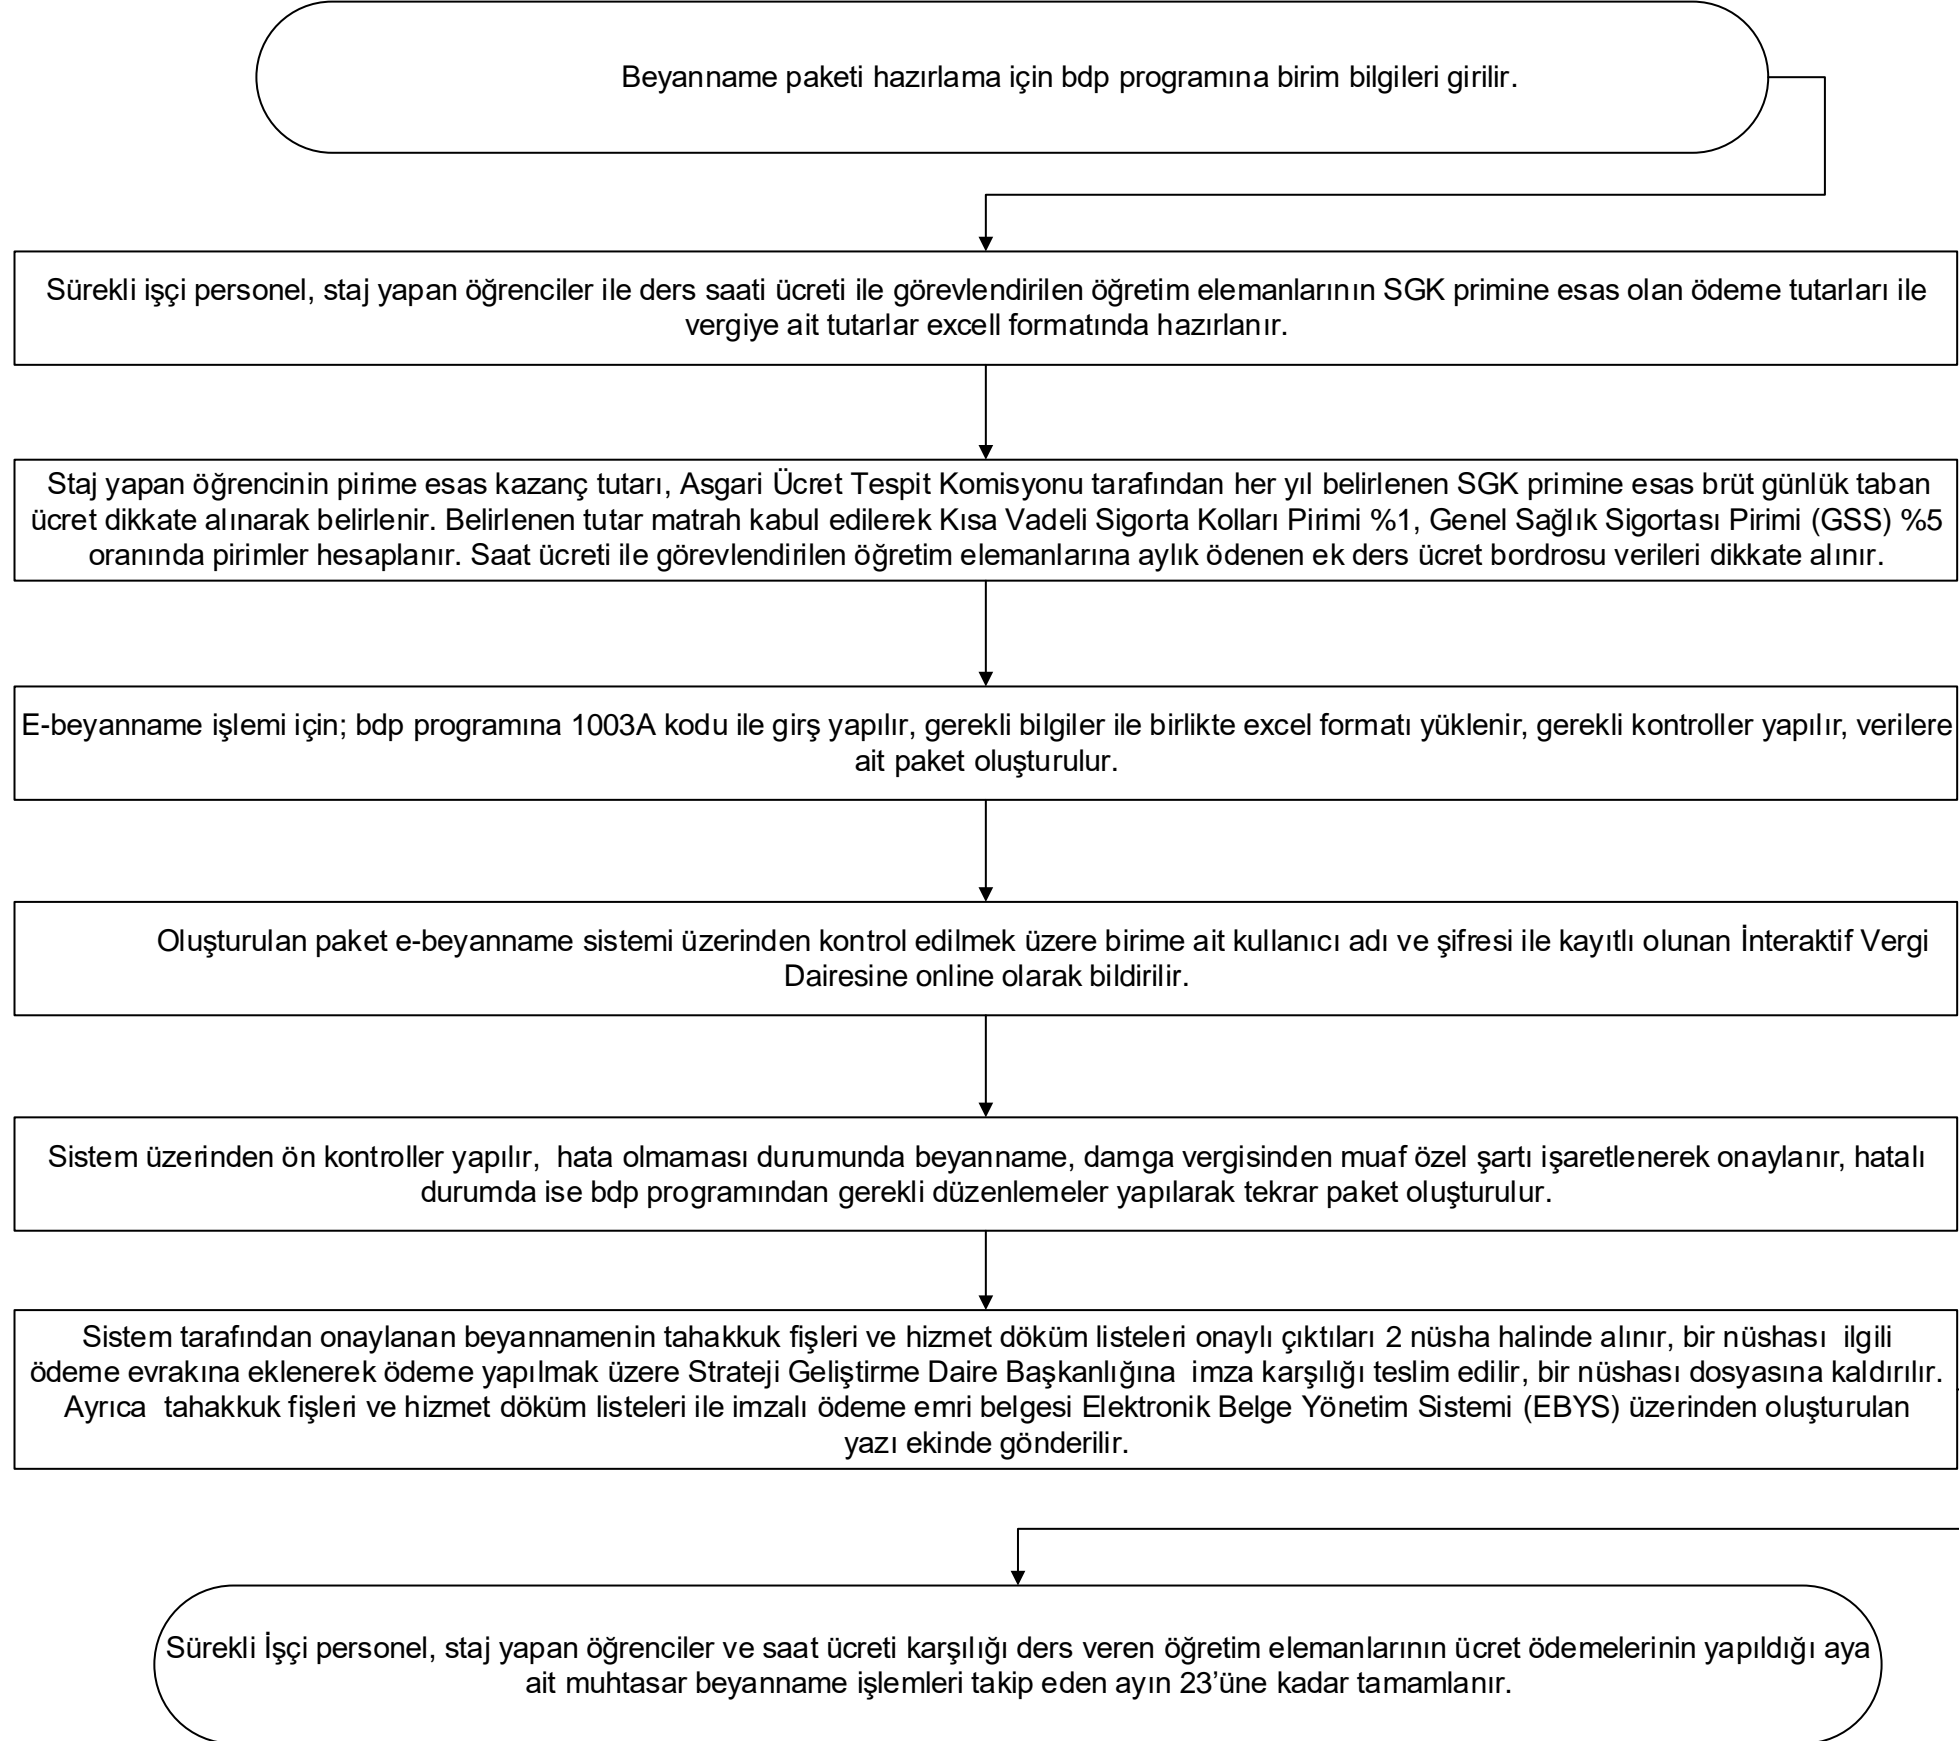 Beyanname paketi hazırlama için bdp programına birim bilgileri girilir.
Sürekli işçi personel, staj yapan öğrenciler ile ders saati ücreti ile görevlendirilen öğretim elemanlarının SGK primine esas olan ödeme tutarları ile
vergiye ait tutarlar excell formatında hazırlanır.
Staj yapan öğrencinin pirime esas kazanç tutarı, Asgari Ücret Tespit Komisyonu tarafından her yıl belirlenen SGK primine esas brüt günlük taban
ücret dikkate alınarak belirlenir. Belirlenen tutar matrah kabul edilerek Kısa Vadeli Sigorta Kolları Pirimi %1, Genel Sağlık Sigortası Pirimi (GSS) %5
oranında pirimler hesaplanır. Saat ücreti ile görevlendirilen öğretim elemanlarına aylık ödenen ek ders ücret bordrosu verileri dikkate alınır.
E-beyanname işlemi için; bdp programına 1003A kodu ile girş yapılır, gerekli bilgiler ile birlikte excel formatı yüklenir, gerekli kontroller yapılır, verilere
ait paket oluşturulur.
Oluşturulan paket e-beyanname sistemi üzerinden kontrol edilmek üzere birime ait kullanıcı adı ve şifresi ile kayıtlı olunan İnteraktif Vergi
Dairesine online olarak bildirilir.
Sistem üzerinden ön kontroller yapılır,  hata olmaması durumunda beyanname, damga vergisinden muaf özel şartı işaretlenerek onaylanır, hatalı
durumda ise bdp programından gerekli düzenlemeler yapılarak tekrar paket oluşturulur.
Sistem tarafından onaylanan beyannamenin tahakkuk fişleri ve hizmet döküm listeleri onaylı çıktıları 2 nüsha halinde alınır, bir nüshası  ilgili
ödeme evrakına eklenerek ödeme yapılmak üzere Strateji Geliştirme Daire Başkanlığına  imza karşılığı teslim edilir, bir nüshası dosyasına kaldırılır.
Ayrıca  tahakkuk fişleri ve hizmet döküm listeleri ile imzalı ödeme emri belgesi Elektronik Belge Yönetim Sistemi (EBYS) üzerinden oluşturulan
yazı ekinde gönderilir.
Sürekli İşçi personel, staj yapan öğrenciler ve saat ücreti karşılığı ders veren öğretim elemanlarının ücret ödemelerinin yapıldığı aya
ait muhtasar beyanname işlemleri takip eden ayın 23’üne kadar tamamlanır.